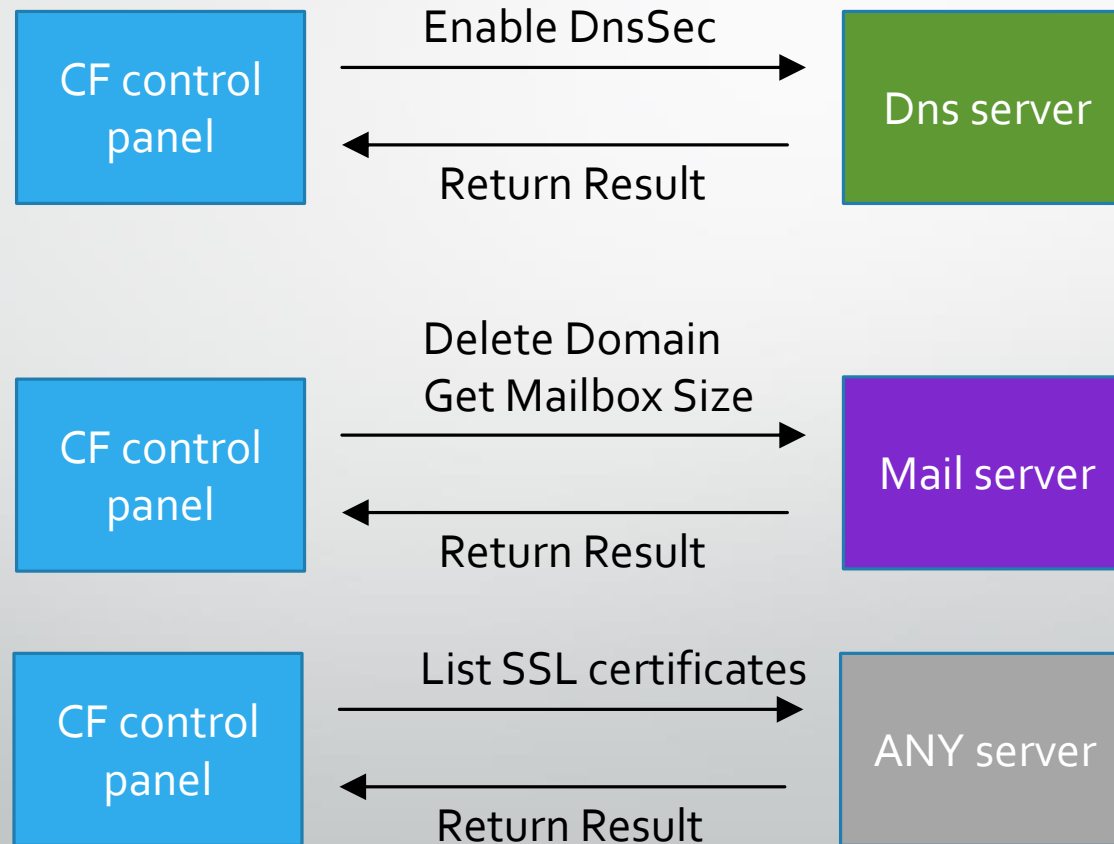 Enable DnsSec
CF control
panel
Dns server
Return Result
Delete Domain
Get Mailbox Size
CF control
panel
Mail server
Return Result
List SSL certificates
CF control
panel
ANY server
Return Result